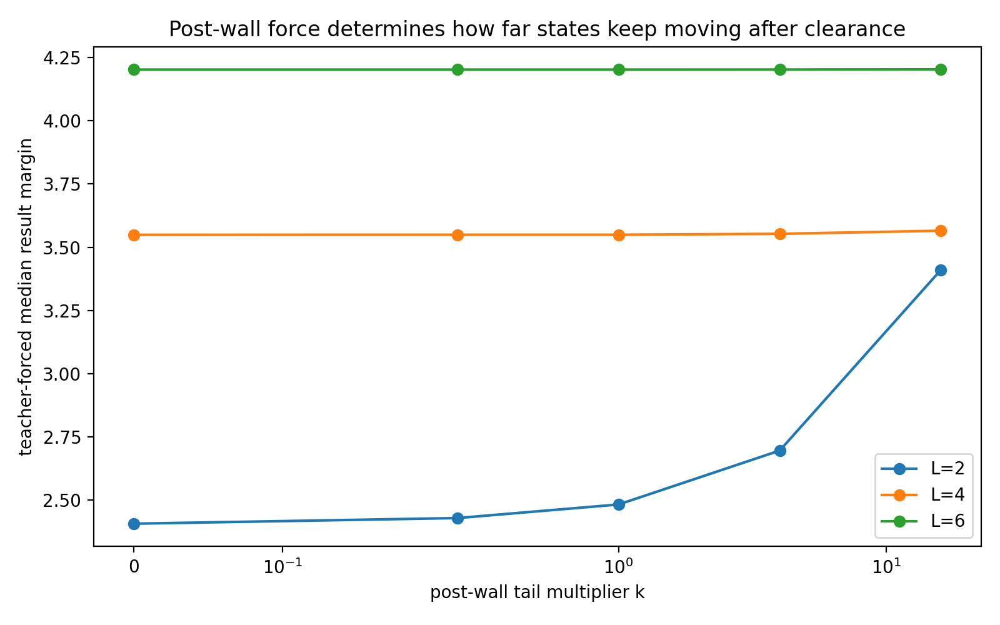 Post-wall force determines how far states keep moving after clearance
teacher-forced median result margin
4.25
4.00
3.75
3.50
3.25
3.00
2.75
2.50
0
10⁻¹
10⁰
10¹
post-wall tail multiplier k
L=2
L=4
L=6